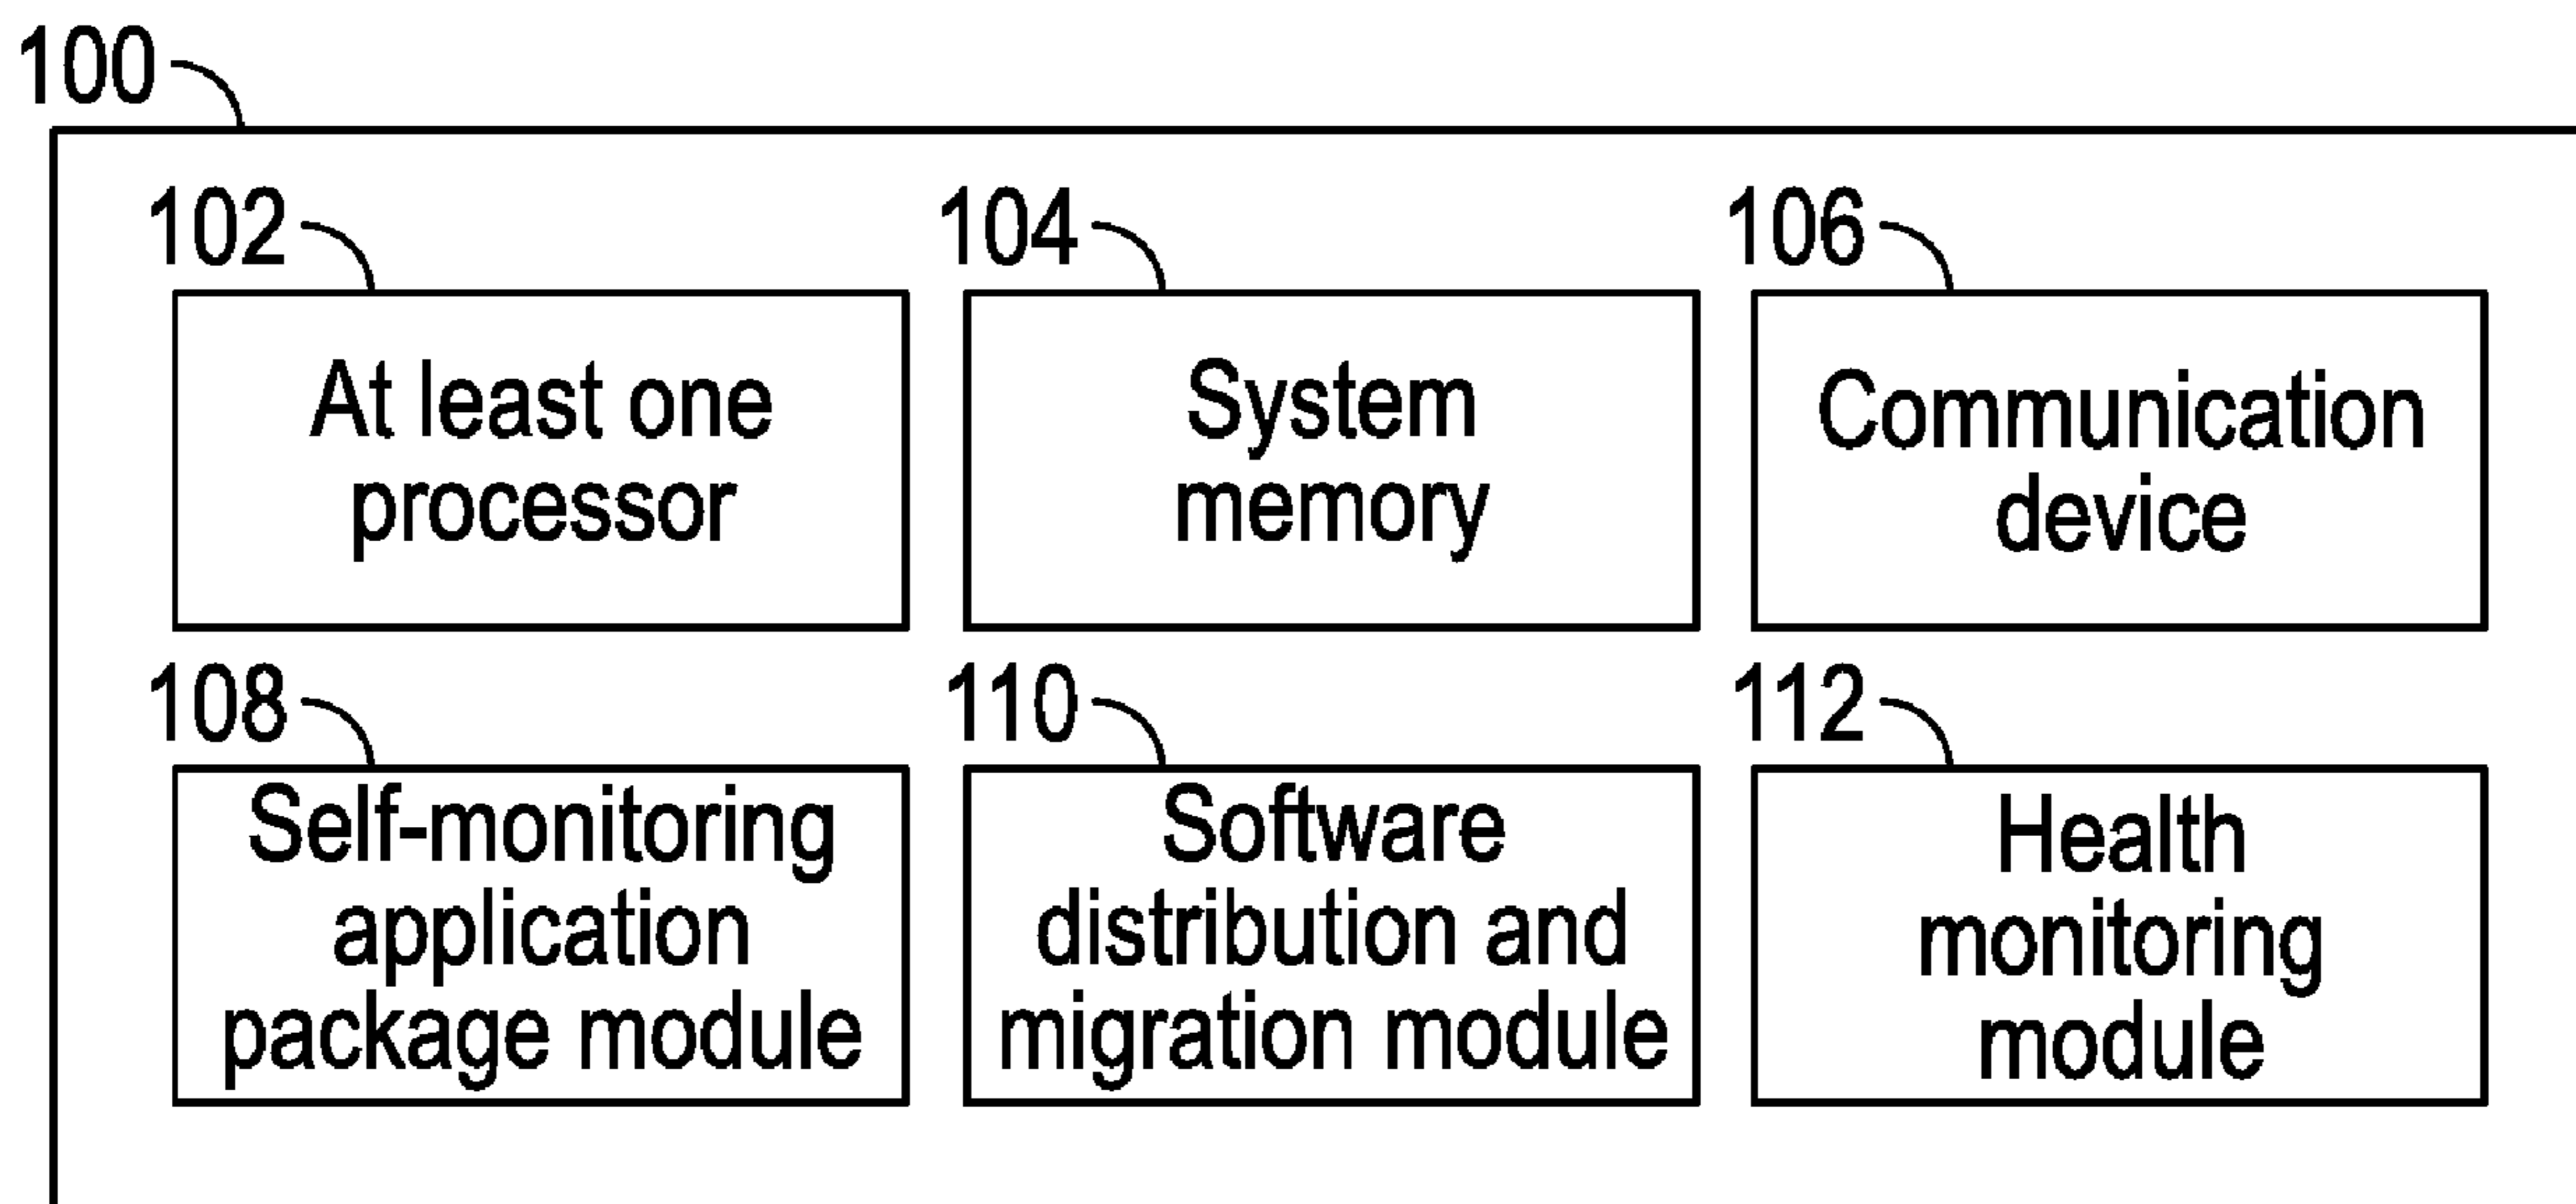 100
102
At least one
processor
104
System
memory
106
Communication
device
108
Self-monitoring
application
package module
110
Software
distribution and
migration module
112
Health
monitoring
module